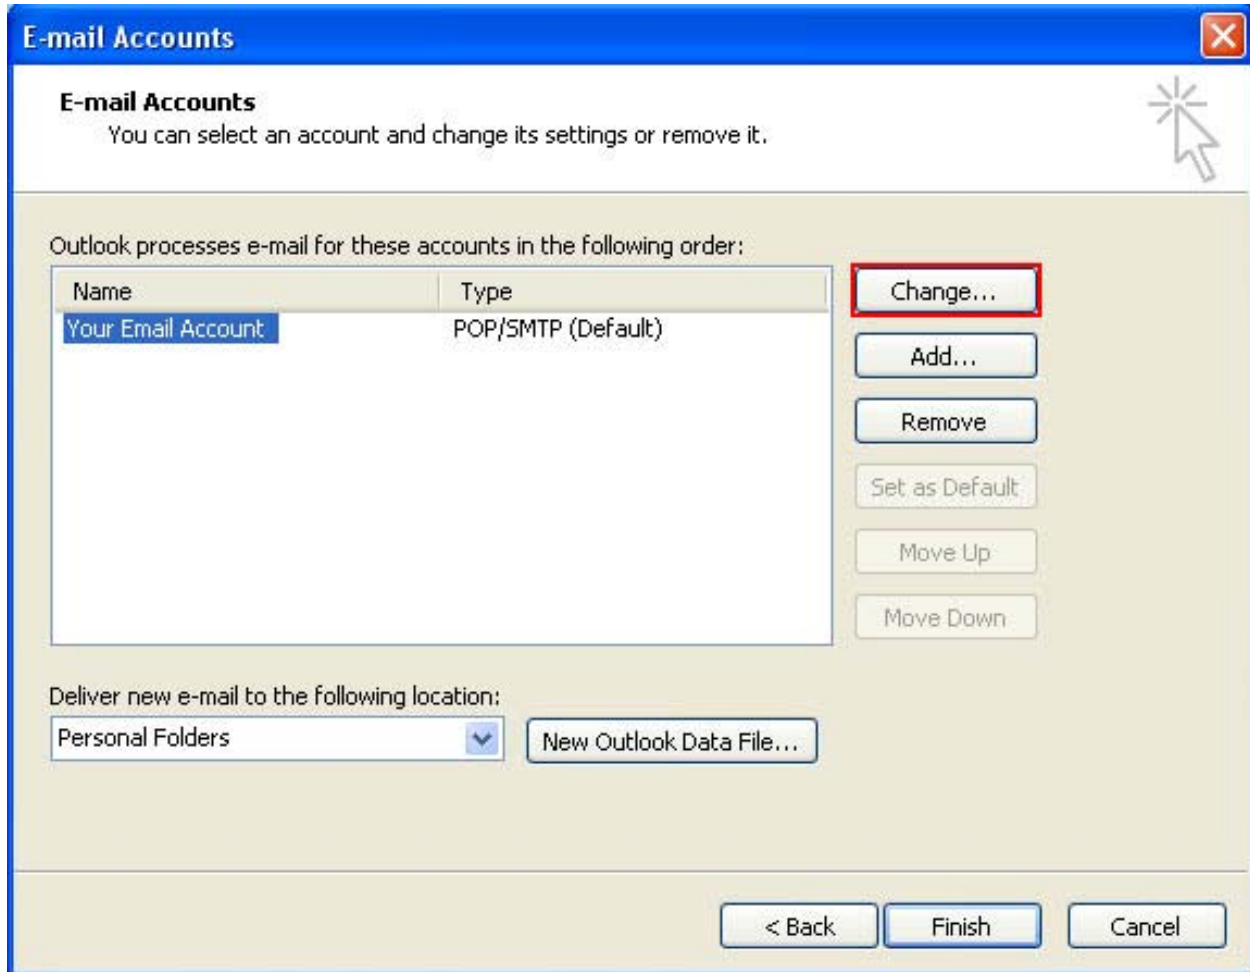 E-mail Accounts
E-mail Accounts
You can select an account and change its settings or remove it.
Outlook processes e-mail for these accounts in the following order:
Name Type
Your Email Account POP/SMTP (Default)
Change...
Add...
Remove
Set as Default
Move Up
Move Down
Deliver new e-mail to the following location:
Personal Folders New Outlook Data File...
< Back Finish Cancel